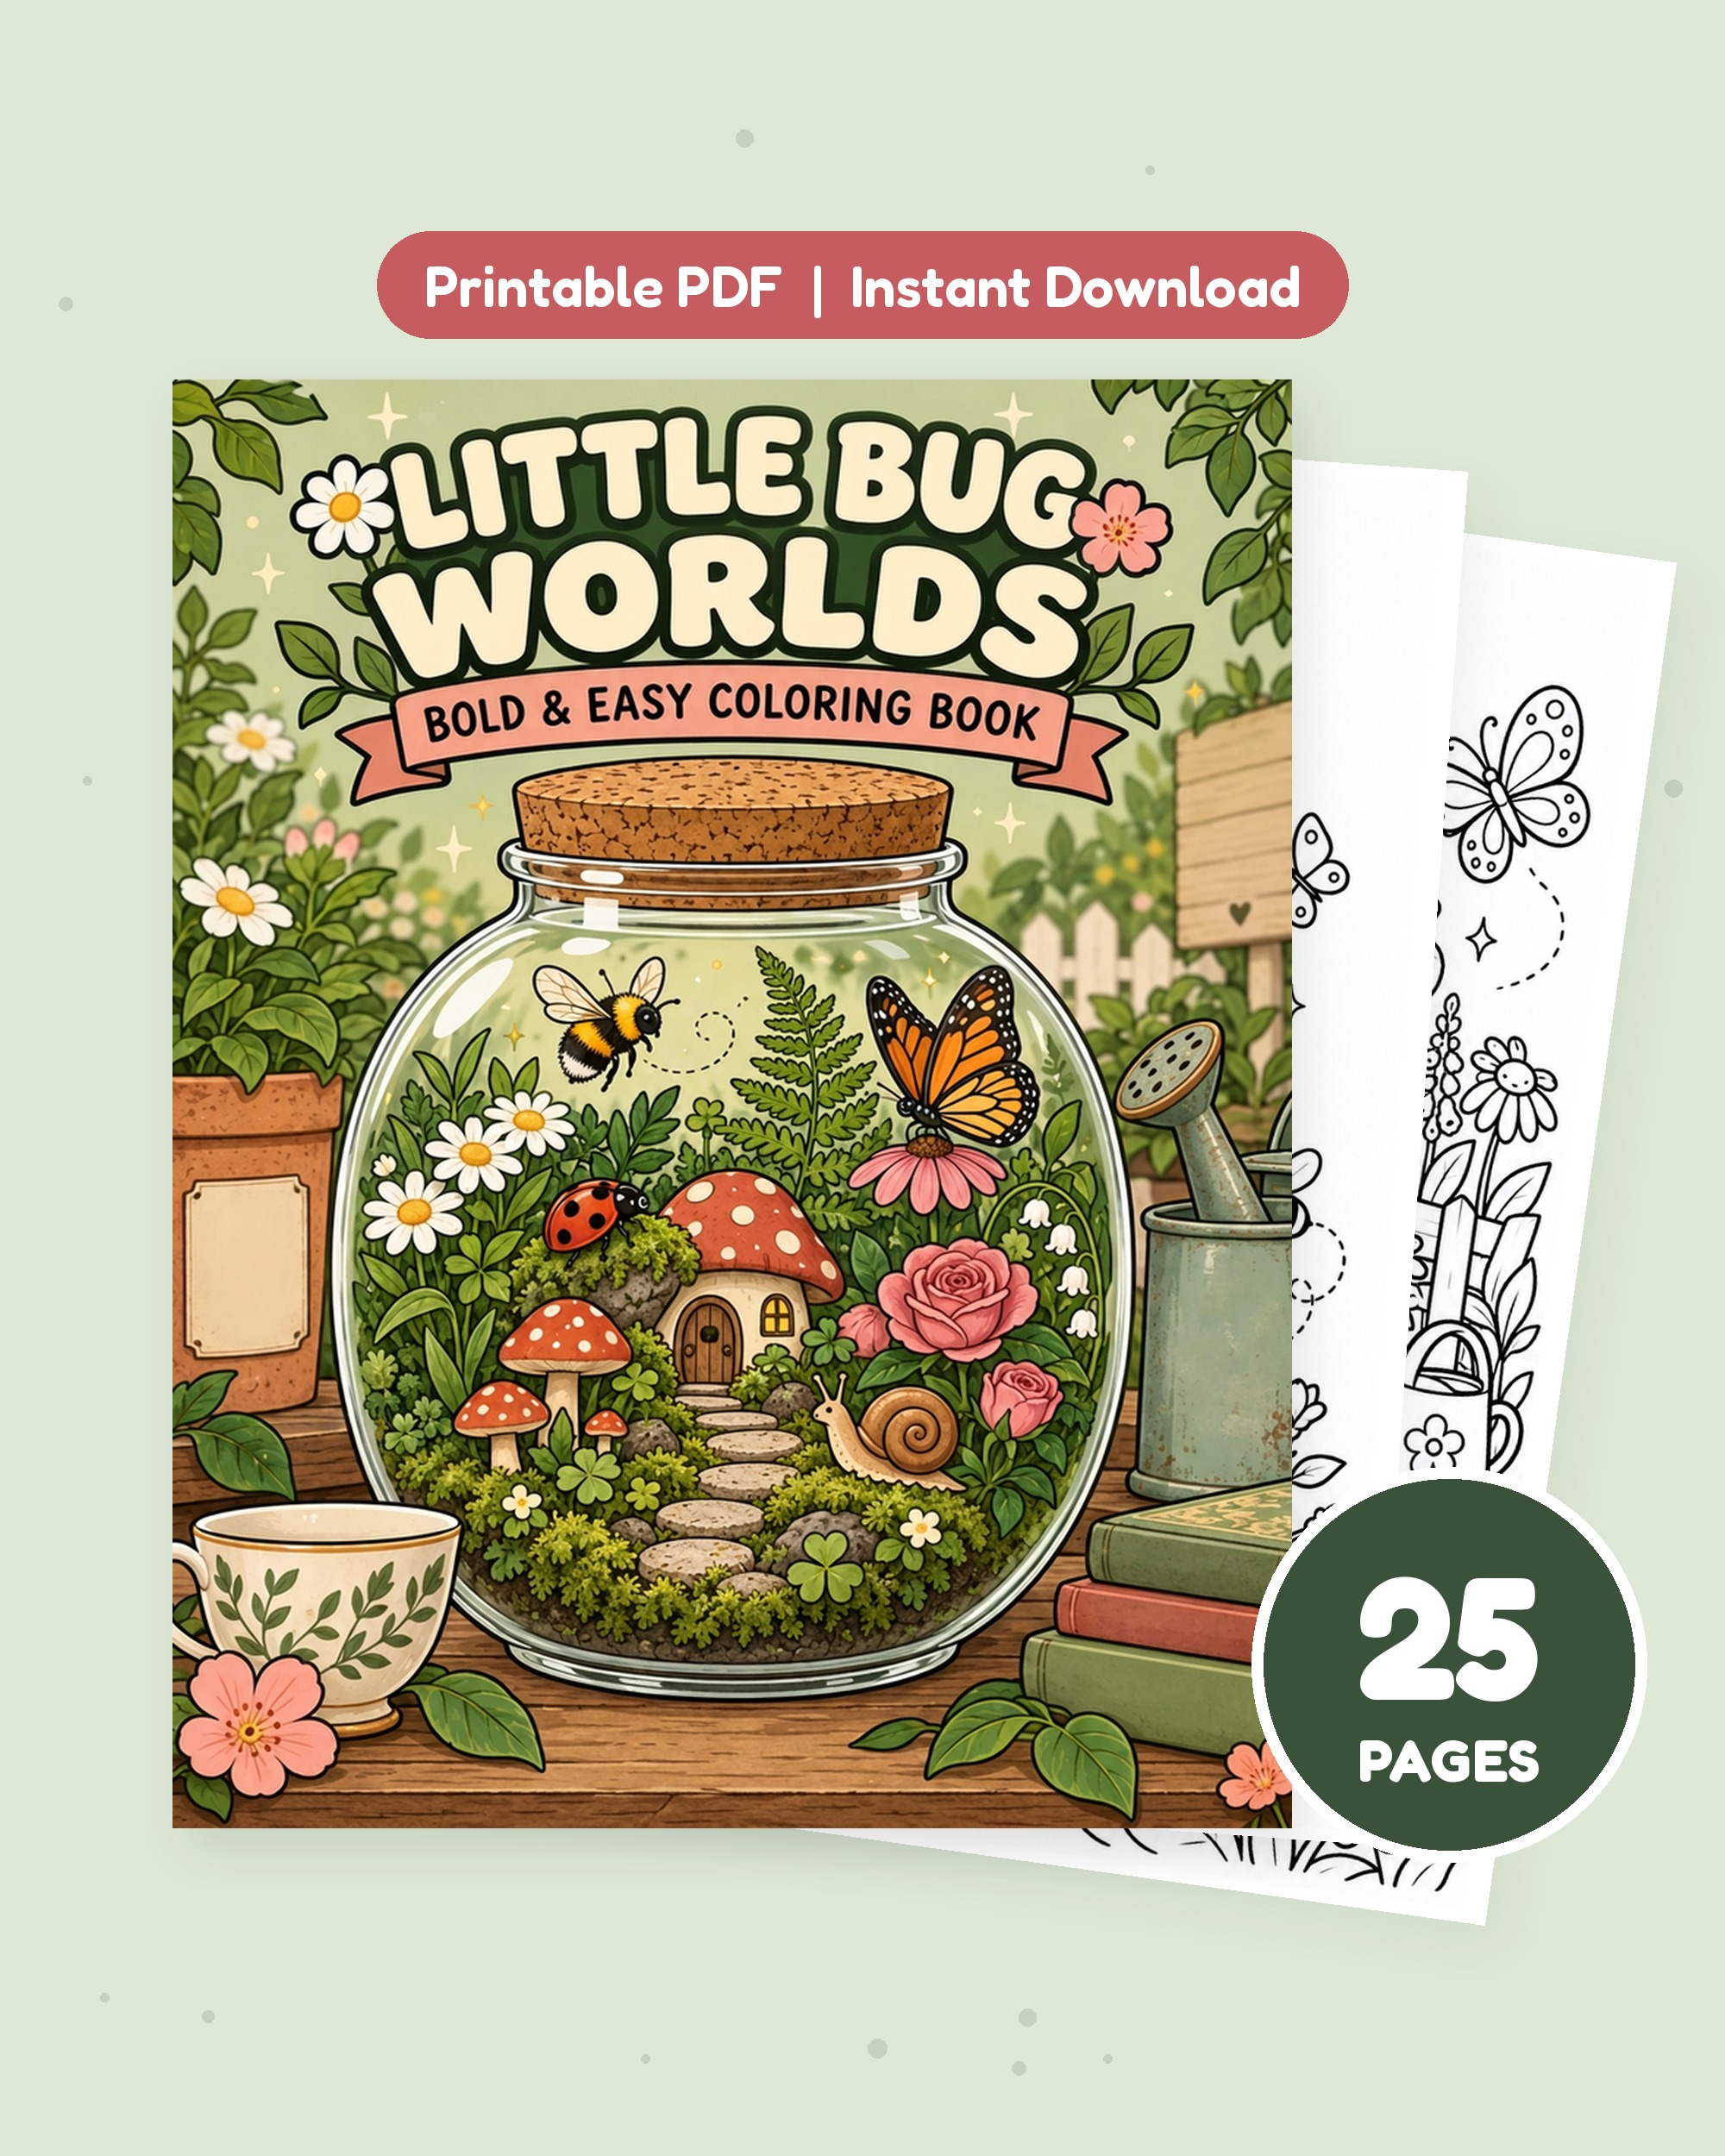 Printable PDF | Instant Download
LITTLE BUG
WORLDS
BOLD & EASY COLORING BOOK
25
PAGES